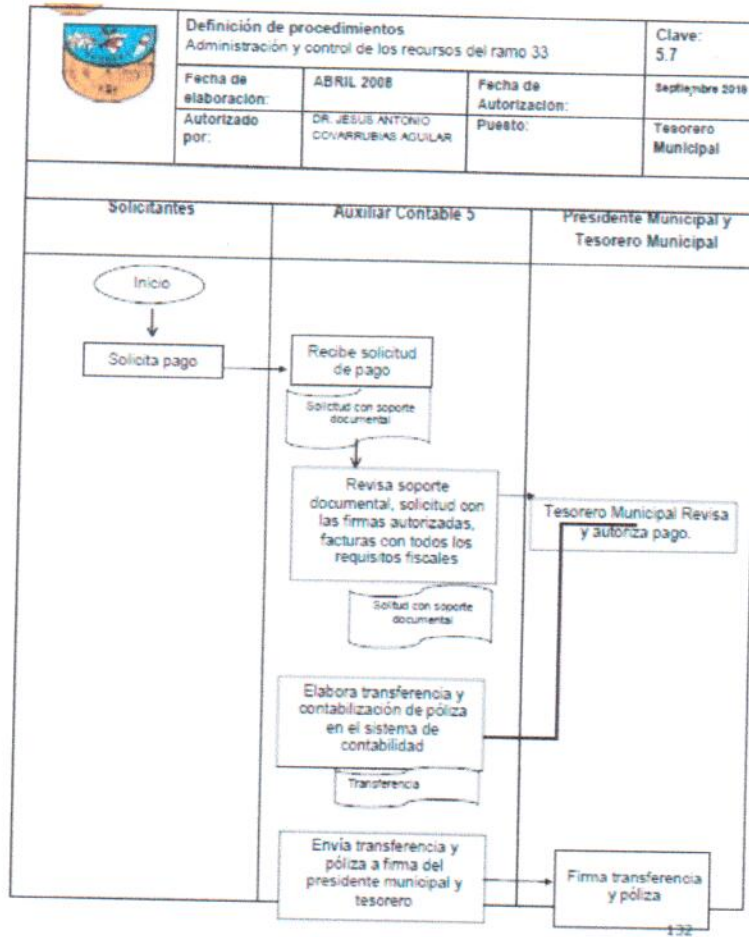 Definición de procedimientos
Administración y control de los recursos del ramo 33
Clave:
5.7
Fecha de
elaboración:
ABRIL 2008
Fecha de
Autorización:
Septiembre 2018
Autorizado
por:
DR. JESUS ANTONIO
COVARRUBIAS AGUILAR
Puesto:
Tesorero
Municipal
Solicitantes
Auxiliar Contable 5
Presidente Municipal y
Tesorero Municipal
Inicio
Solicita pago
Recibe solicitud
de pago
Solicitud con soporte
documental
Revisa soporte
documental, solicitud con
las firmas autorizadas,
facturas con todos los
requisitos fiscales
Tesorero Municipal Revisa
y autoriza pago.
Solitud con soporte
documental
Elabora transferencia y
contabilización de póliza
en el sistema de
contabilidad
Transferencia
Envía transferencia y
póliza a firma del
presidente municipal y
tesorero
Firma transferencia
y póliza
132